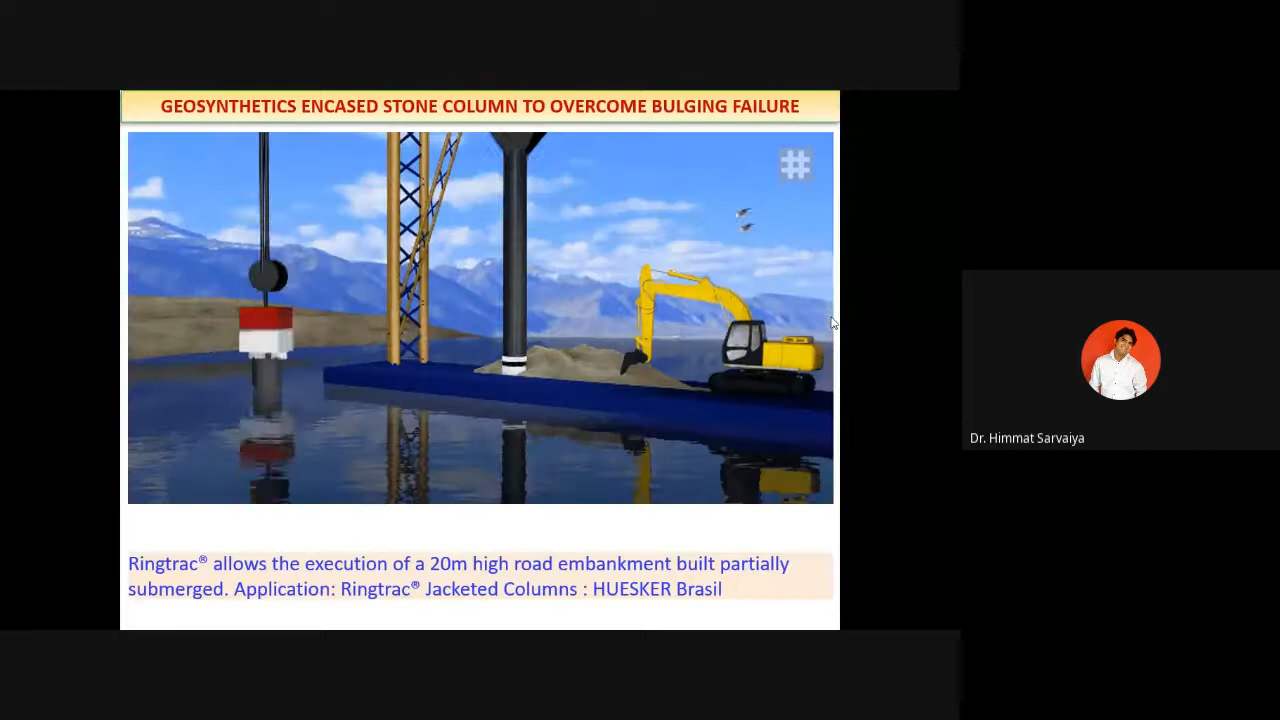 GEOSYNTHETICS ENCASED STONE COLUMN TO OVERCOME BULGING FAILURE
Ringtrac® allows the execution of a 20m high road embankment built partially
submerged. Application: Ringtrac® Jacketed Columns : HUESKER Brasil
Dr. Himmat Sarvaiya